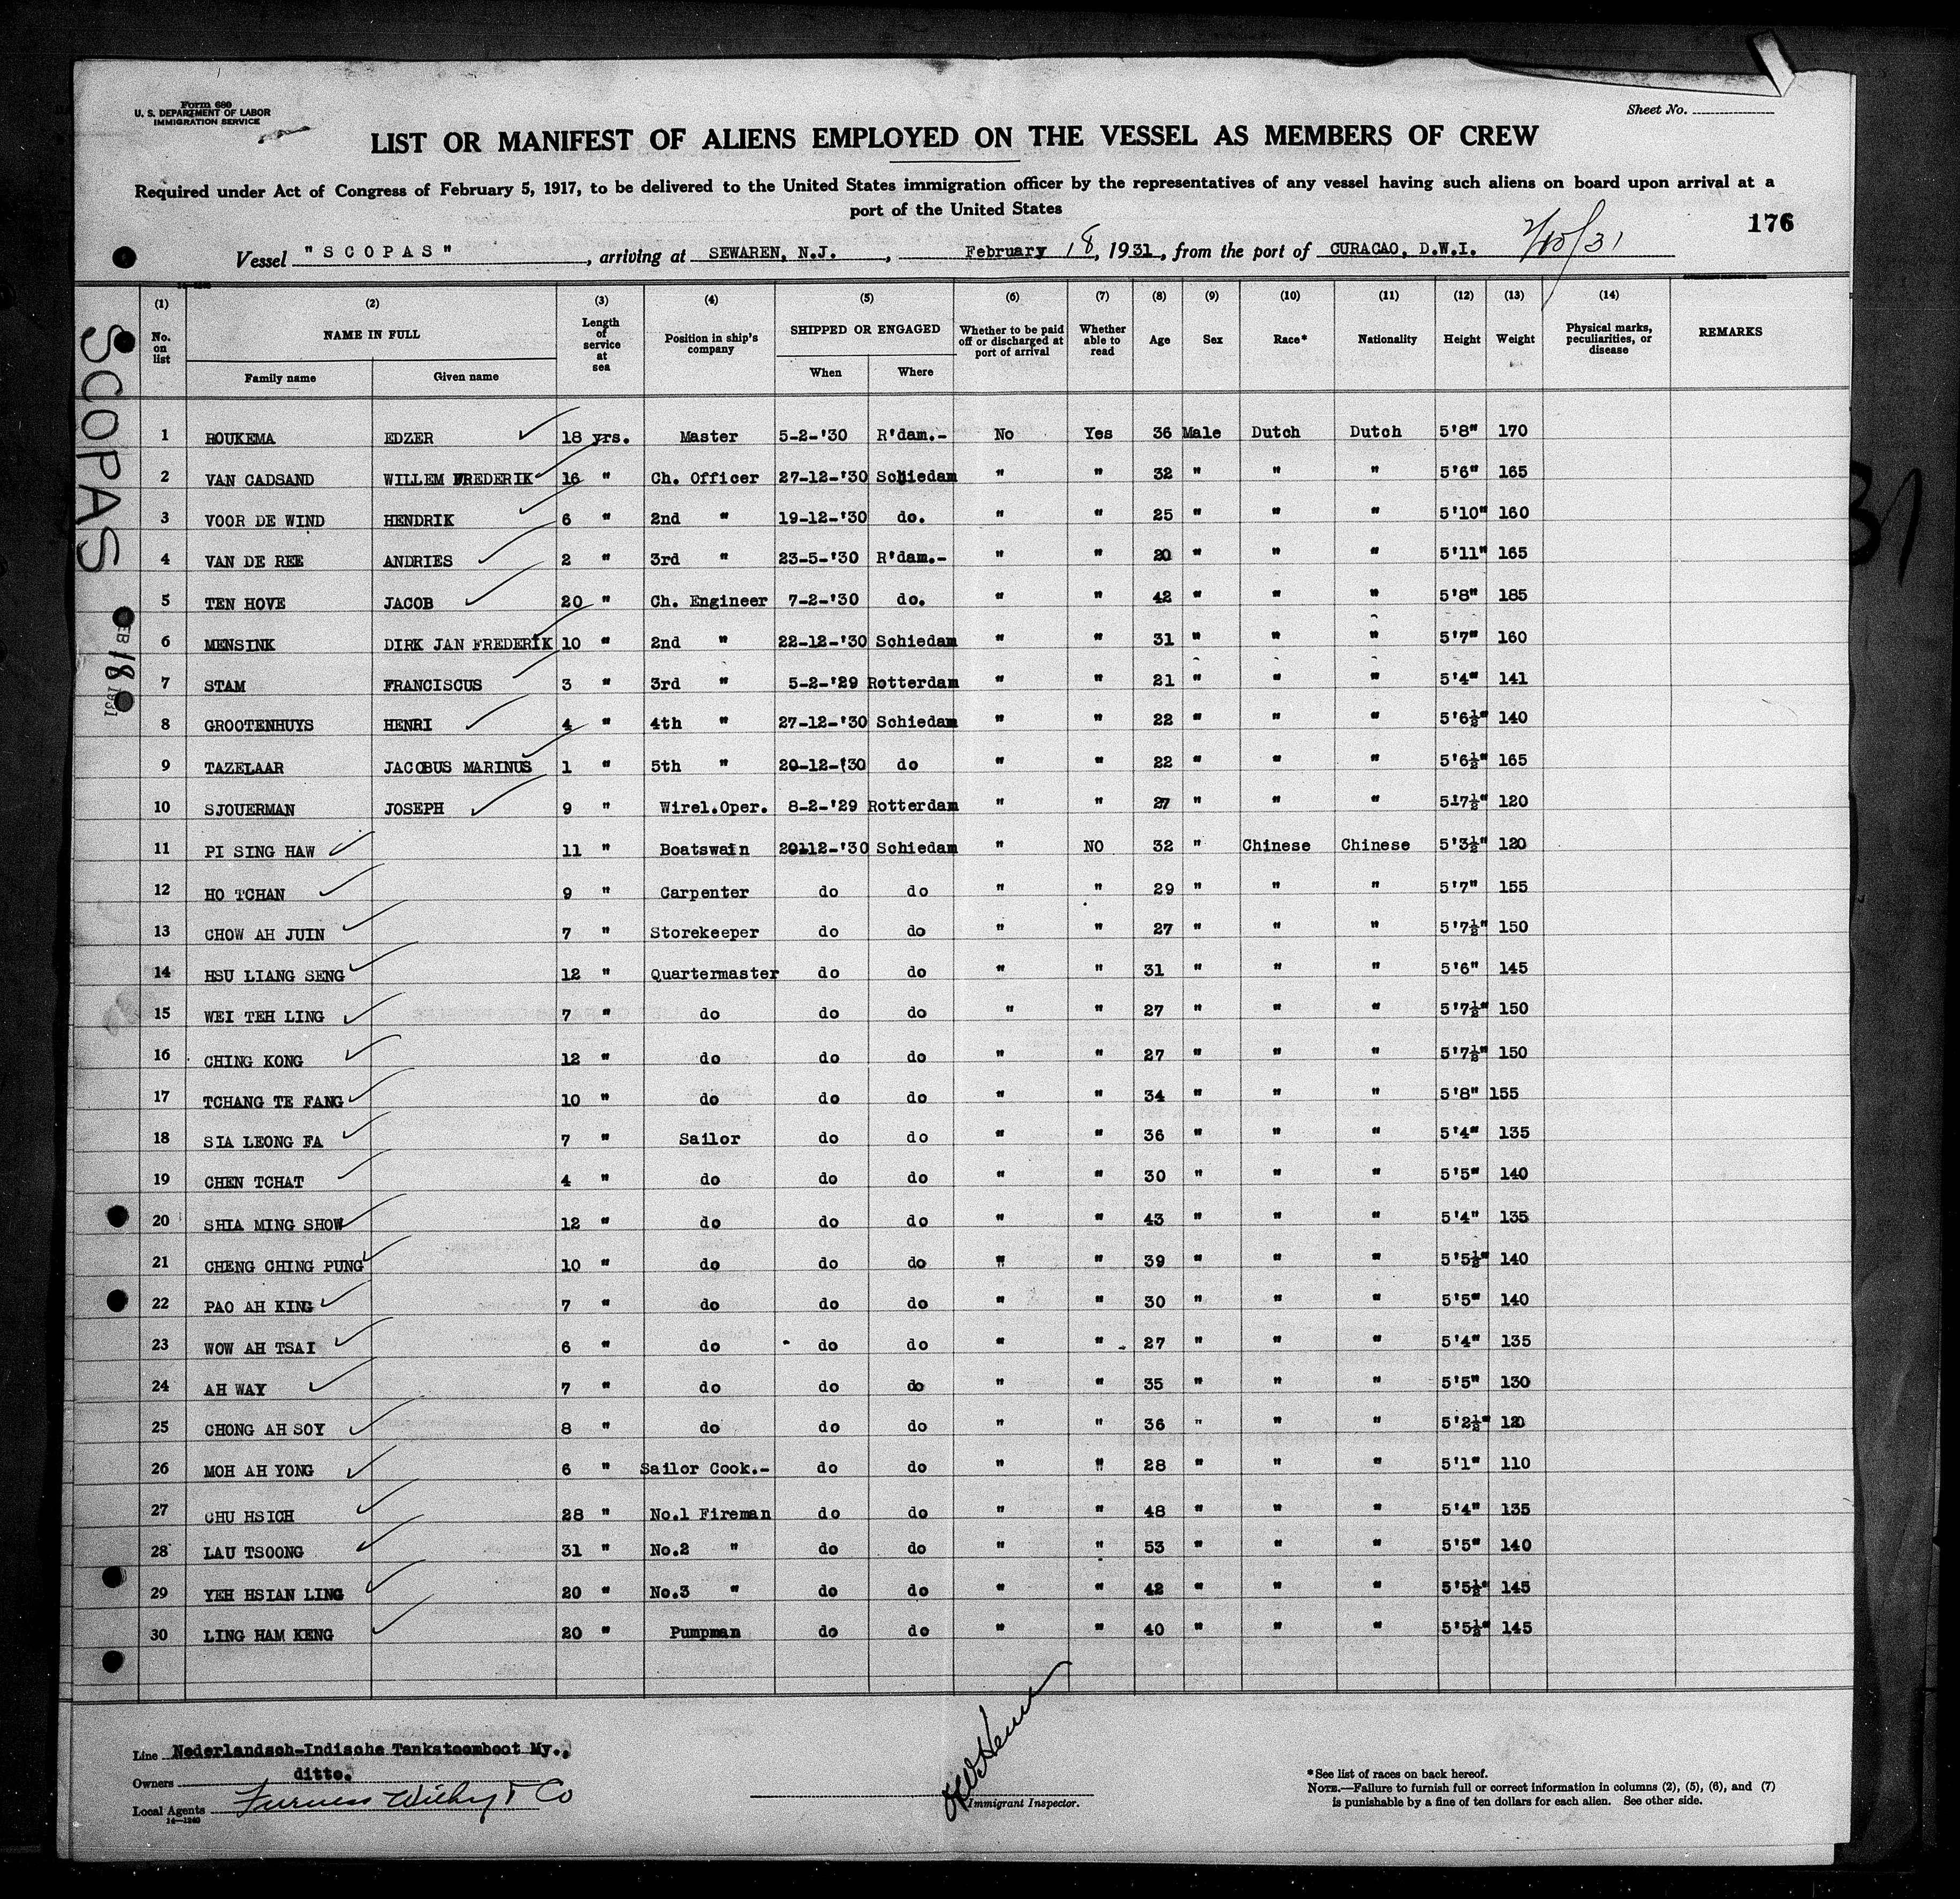 Form 680
U. S. DEPARTMENT OF LABOR
IMMIGRATION SERVICE
Sheet No.
LIST OR MANIFEST OF ALIENS EMPLOYED ON THE VESSEL AS MEMBERS OF CREW
Required under Act of Congress of February 5, 1917, to be delivered to the United States immigration officer by the representatives of any vessel having such aliens on board upon arrival at a
port of the United States
176
Vessel "SCOPAS", arriving at SEWAREN, N.J., February 18, 1931, from the port of CURACAO, D.W.I. 2/10/31
(1) (2) (3) (4) (5) (6) (7) (8) (9) (10) (11) (12) (13) (14)
No. on list NAME IN FULL Length of service at sea Position in ship's company SHIPPED OR ENGAGED Whether to be paid off or discharged at port of arrival Whether able to read Age Sex Race* Nationality Height Weight Physical marks, peculiarities, or disease REMARKS
Family name Given name When Where
1 ROUKEMA EDZER 18 yrs. Master 5-2-'30 R'dam.- No Yes 36 Male Dutch Dutch 5'8" 170
2 VAN CADSAND WILLEM FREDERIK 16 " Ch. Officer 27-12-'30 Schiedam " " 32 " " " 5'6" 165
3 VOOR DE WIND HENDRIK 6 " 2nd " 19-12-'30 do. " " 25 " " " 5'10" 160
4 VAN DE REE ANDRIES 2 " 3rd " 23-5-'30 R'dam.- " " 20 " " " 5'11" 165
5 TEN HOVE JACOB 20 " Ch. Engineer 7-2-'30 do. " " 42 " " " 5'8" 185
6 MENSINK DIRK JAN FREDERIK 10 " 2nd " 22-12-'30 Schiedam " " 31 " " " 5'7" 160
7 STAM FRANCISCUS 3 " 3rd " 5-2-'29 Rotterdam " " 21 " " " 5'4" 141
8 GROOTENHUYS HENRI 4 " 4th " 27-12-'30 Schiedam " " 22 " " " 5'6½" 140
9 TAZELAAR JACOBUS MARINUS 1 " 5th " 20-12-'30 do " " 22 " " " 5'6½" 165
10 SJOUERMAN JOSEPH 9 " Wirel.Oper. 8-2-'29 Rotterdam " " 27 " " " 5'7½" 120
11 PI SING HAW 11 " Boatswain 20112-'30 Schiedam " NO 32 " Chinese Chinese 5'3½" 120
12 HO TCHAN 9 " Carpenter do do " " 29 " " " 5'7" 155
13 CHOW AH JUIN 7 " Storekeeper do do " " 27 " " " 5'7½" 150
14 HSU LIANG SENG 12 " Quartermaster do do " " 31 " " " 5'6" 145
15 WEI TEH LING 7 " do do do " " 27 " " " 5'7½" 150
16 CHING KONG 12 " do do do " " 27 " " " 5'7½" 150
17 TCHANG TE FANG 10 " do do do " " 34 " " " 5'8" 155
18 SIA LEONG FA 7 " Sailor do do " " 36 " " " 5'4" 135
19 CHEN TCHAT 4 " do do do " " 30 " " " 5'5" 140
20 SHIA MING SHOW 12 " do do do " " 43 " " " 5'4" 135
21 CHENG CHING PUNG 10 " do do do " " 39 " " " 5'5½" 140
22 PAO AH KING 7 " do do do " " 30 " " " 5'5" 140
23 WOW AH TSAI 6 " do do do " " 27 " " " 5'4" 135
24 AH WAY 7 " do do do " " 35 " " " 5'5" 130
25 CHONG AH SOY 8 " do do do " " 36 " " " 5'2½" 120
26 MOH AH YONG 6 " Sailor Cook.- do do " " 28 " " " 5'1" 110
27 CHU HSICH 28 " No.1 Fireman do do " " 48 " " " 5'4" 135
28 LAU TSOONG 31 " No.2 " do do " " 53 " " " 5'5" 140
29 YEH HSIAN LING 20 " No.3 " do do " " 42 " " " 5'5½" 145
30 LING HAM KENG 20 " Pumpman do do " " 40 " " " 5'5½" 145
SCOPAS
FEB 18 1931
31
Line Nederlandsch-Indische Tankstoomboot My.,
Owners ditto.
Local Agents Furness Withy & Co
14-1240
Immigrant Inspector.
*See list of races on back hereof.
NOTE.—Failure to furnish full or correct information in columns (2), (5), (6), and (7)
is punishable by a fine of ten dollars for each alien. See other side.